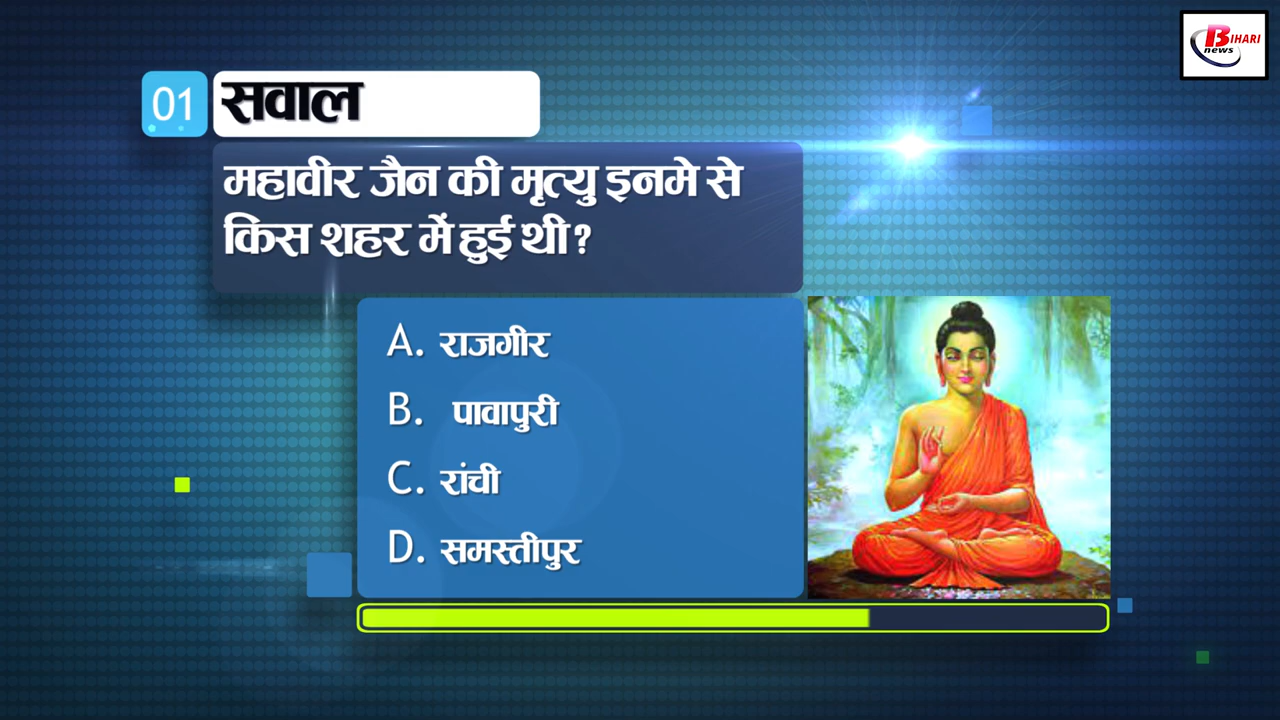 BIHARI
news
01 सवाल
महावीर जैन की मृत्यु इनमे से
किस शहर में हुई थी?
A. राजगीर
B. पावापुरी
C. रांची
D. समस्तीपुर